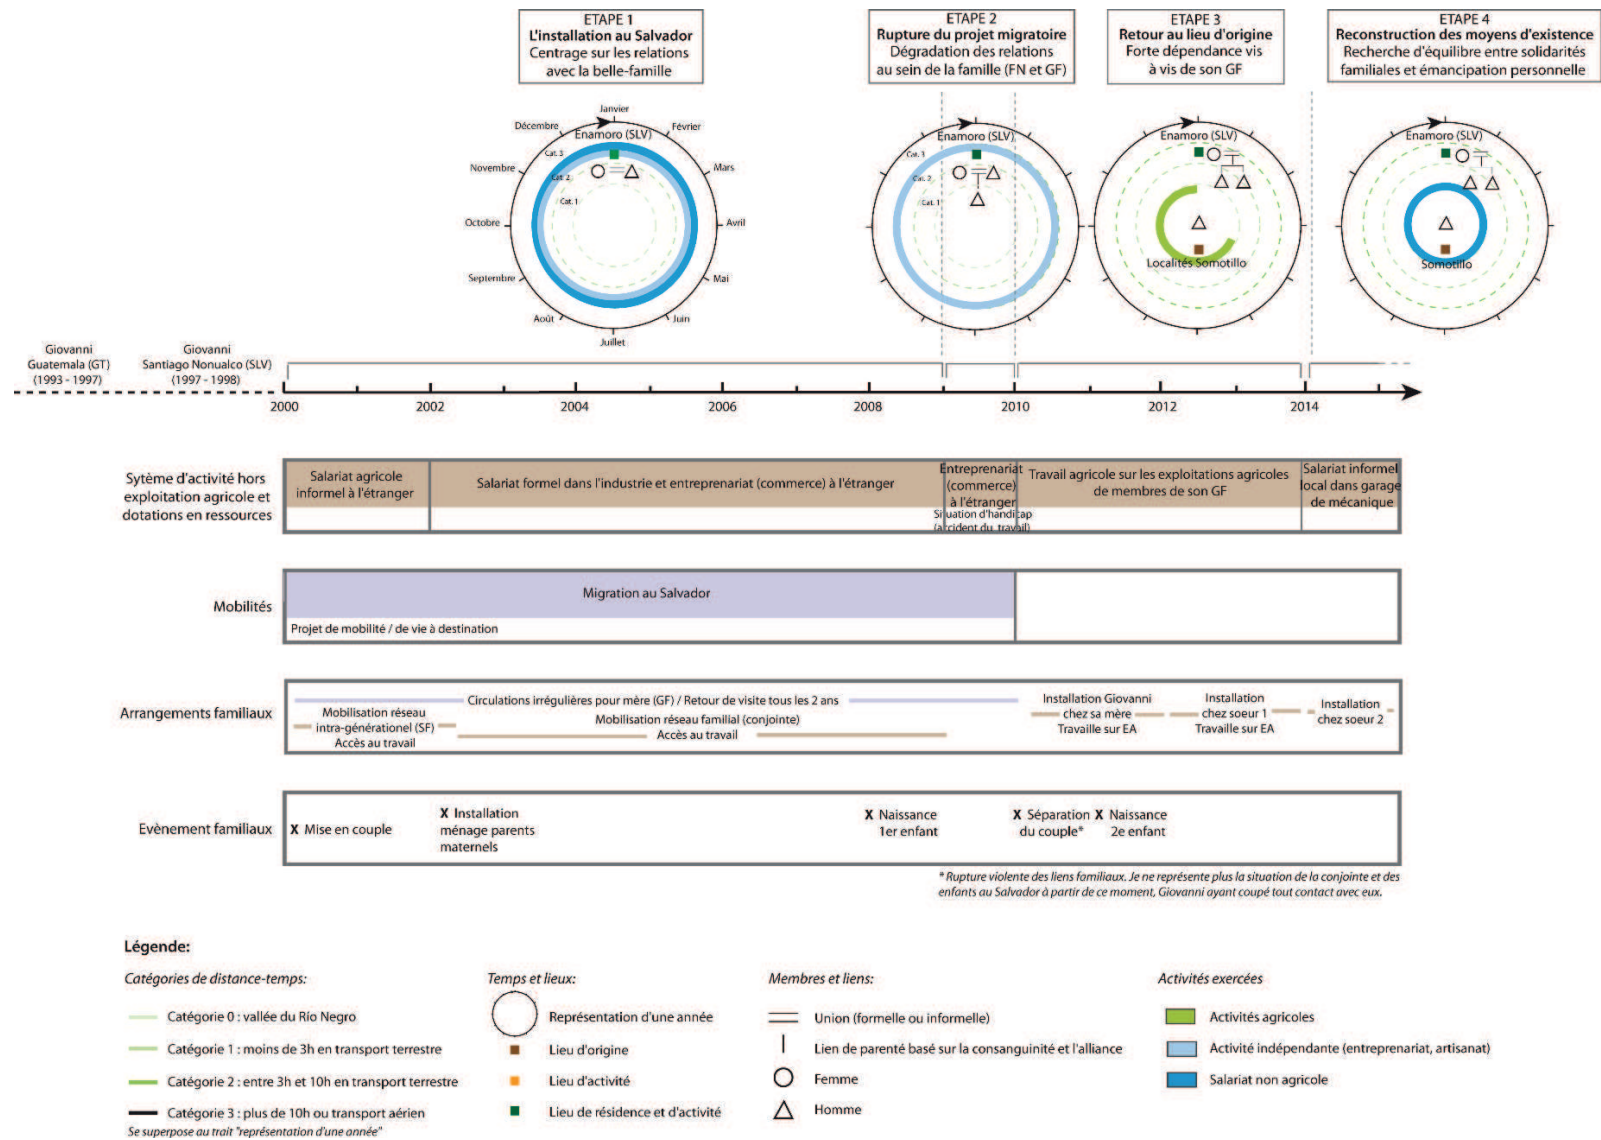 ETAPE 1
L'installation au Salvador
Centrage sur les relations
avec la belle-famille
ETAPE 2
Rupture du projet migratoire
Dégradation des relations
au sein de la famille (FN et GF)
ETAPE 3
Retour au lieu d'origine
Forte dépendance vis
à vis de son GF
ETAPE 4
Reconstruction des moyens d'existence
Recherche d'équilibre entre solidarités
familiales et émancipation personnelle
Janvier
Février
Mars
Avril
Mai
Juin
Juillet
Août
Septembre
Octobre
Novembre
Décembre
Enamoro (SLV)
Cat. 3
Cat. 2
Cat. 1
Enamoro (SLV)
Cat. 3
Cat. 2
Cat. 1
Enamoro (SLV)
Localités Somotillo
Enamoro (SLV)
Somotillo
Giovanni
Guatemala (GT)
(1993 - 1997)
Giovanni
Santiago Nonualco (SLV)
(1997 - 1998)
2000
2002
2004
2006
2008
2010
2012
2014
Sytème d'activité hors
exploitation agricole et
dotations en ressources
Salariat agricole
informel à l'étranger
Salariat formel dans l'industrie et entreprenariat (commerce) à l'étranger
Entreprenariat
(commerce)
à l'étranger
Situation d'handicap
(accident du travail)
Travail agricole sur les exploitations agricoles
de membres de son GF
Salariat informel
local dans garage
de mécanique
Mobilités
Migration au Salvador
Projet de mobilité / de vie à destination
Arrangements familiaux
Circulations irrégulières pour mère (GF) / Retour de visite tous les 2 ans
Mobilisation réseau
intra-générationel (SF)
Accès au travail
Mobilisation réseau familial (conjointe)
Accès au travail
Installation Giovanni
chez sa mère
Travaille sur EA
Installation
chez soeur 1
Travaille sur EA
Installation
chez soeur 2
Evènement familiaux
X Mise en couple
X Installation
ménage parents
maternels
X Naissance
1er enfant
X Séparation
du couple*
X Naissance
2e enfant
* Rupture violente des liens familiaux. Je ne représente plus la situation de la conjointe et des
enfants au Salvador à partir de ce moment, Giovanni ayant coupé tout contact avec eux.
Légende:
Catégories de distance-temps:
Catégorie 0 : vallée du Río Negro
Catégorie 1 : moins de 3h en transport terrestre
Catégorie 2 : entre 3h et 10h en transport terrestre
Catégorie 3 : plus de 10h ou transport aérien
Se superpose au trait "représentation d'une année"
Temps et lieux:
Représentation d'une année
Lieu d'origine
Lieu d'activité
Lieu de résidence et d'activité
Membres et liens:
Union (formelle ou informelle)
Lien de parenté basé sur la consanguinité et l'alliance
Femme
Homme
Activités exercées
Activités agricoles
Activité indépendante (entreprenariat, artisanat)
Salariat non agricole